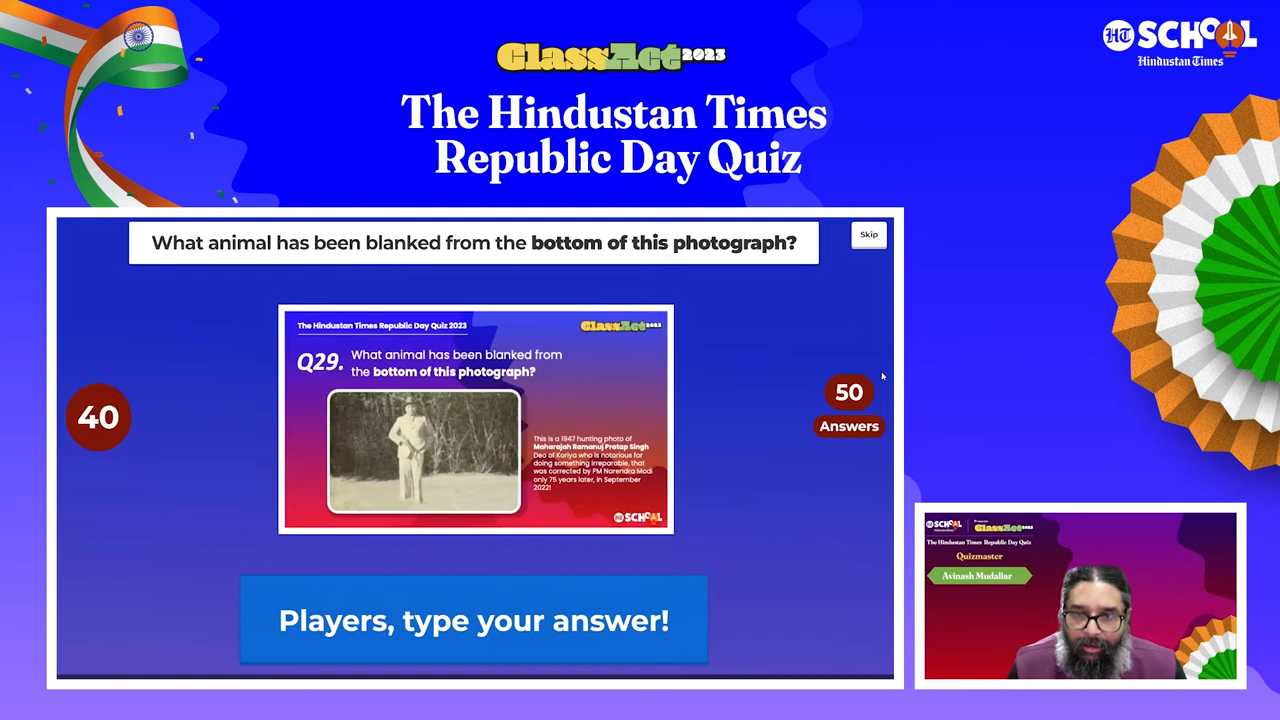 ClassAct 2023
HT SCHOOL
Hindustan Times
The Hindustan Times
Republic Day Quiz
What animal has been blanked from the bottom of this photograph?
Skip
The Hindustan Times Republic Day Quiz 2023
ClassAct 2023
Q29. What animal has been blanked from
the bottom of this photograph?
This is a 1947 hunting photo of
Maharajah Ramanuj Pratap Singh
Deo of Koriya who is notorious for
doing something irreparable, that
was corrected by PM Narendra Modi
only 75 years later, in September
2022!
HT SCHOOL
40
50
Answers
Players, type your answer!
HT SCHOOL
Presents
ClassAct 2023
The Hindustan Times Republic Day Quiz
Quizmaster
Avinash Mudaliar